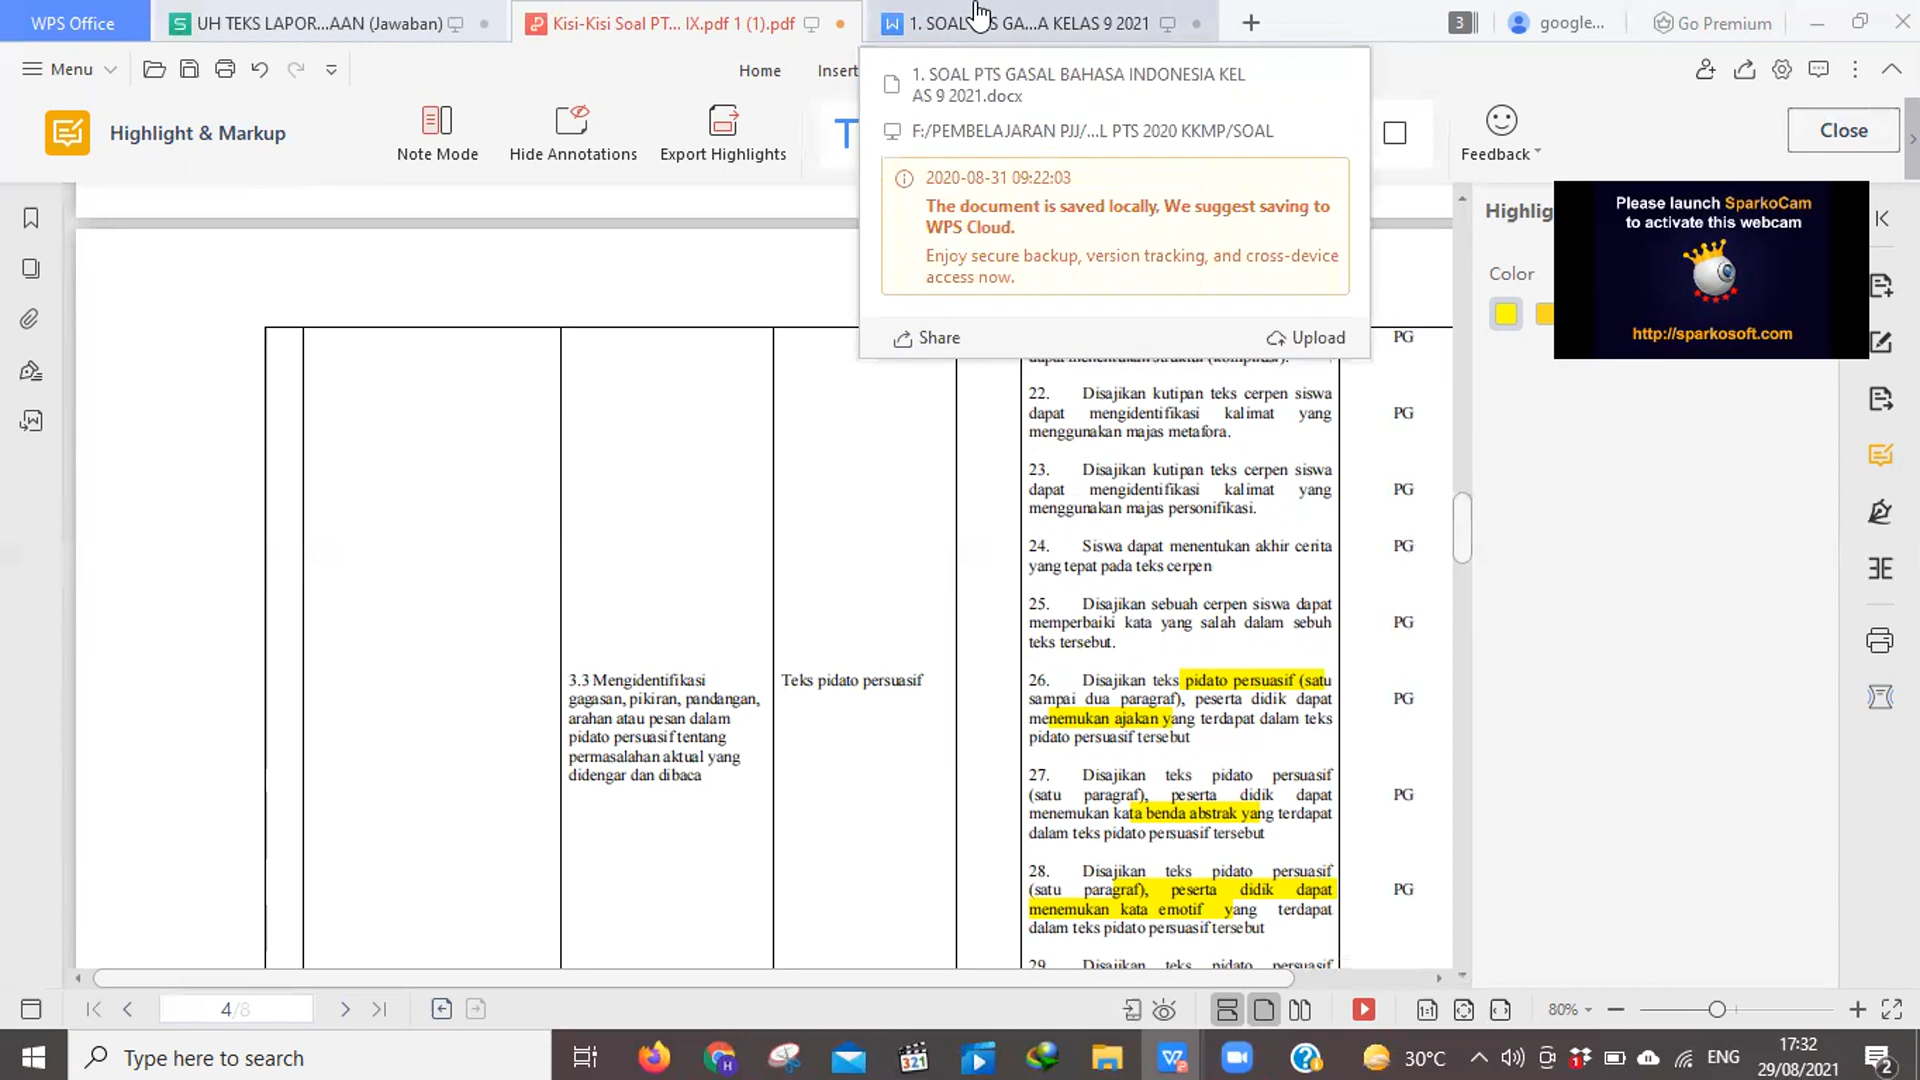 WPS Office
UH TEKS LAPOR...AAN (Jawaban)
Kisi-Kisi Soal PT... IX.pdf 1 (1).pdf
1. SOAL S GA...A KELAS 9 2021
3
google...
Go Premium
Menu
Home
Insert
1. SOAL PTS GASAL BAHASA INDONESIA KEL
AS 9 2021.docx
F:/PEMBELAJARAN PJJ/...L PTS 2020 KKMP/SOAL
2020-08-31 09:22:03
The document is saved locally. We suggest saving to
WPS Cloud.
Enjoy secure backup, version tracking, and cross-device
access now.
Share
Upload
Highlight & Markup
Note Mode
Hide Annotations
Export Highlights
Feedback
Close
Highlig
Color
Please launch SparkoCam
to activate this webcam
http://sparkosoft.com
PG
22. Disajikan kutipan teks cerpen siswa
dapat mengidentifikasi kalimat yang
menggunakan majas metafora.
PG
23. Disajikan kutipan teks cerpen siswa
dapat mengidentifikasi kalimat yang
menggunakan majas personifikasi.
PG
24. Siswa dapat menentukan akhir cerita
yang tepat pada teks cerpen
PG
25. Disajikan sebuah cerpen siswa dapat
memperbaiki kata yang salah dalam sebuh
teks tersebut.
PG
3.3 Mengidentifikasi
gagasan, pikiran, pandangan,
arahan atau pesan dalam
pidato persuasif tentang
permasalahan aktual yang
didengar dan dibaca
Teks pidato persuasif
26. Disajikan teks pidato persuasif (satu
sampai dua paragraf), peserta didik dapat
menemukan ajakan yang terdapat dalam teks
pidato persuasif tersebut
PG
27. Disajikan teks pidato persuasif
(satu paragraf), peserta didik dapat
menemukan kata benda abstrak yang terdapat
dalam teks pidato persuasif tersebut
PG
28. Disajikan teks pidato persuasif
(satu paragraf), peserta didik dapat
menemukan kata emotif yang terdapat
dalam teks pidato persuasif tersebut
PG
29. Disajikan teks pidato persuasif
4/8
80%
Type here to search
30°C
ENG
17:32
29/08/2021
2